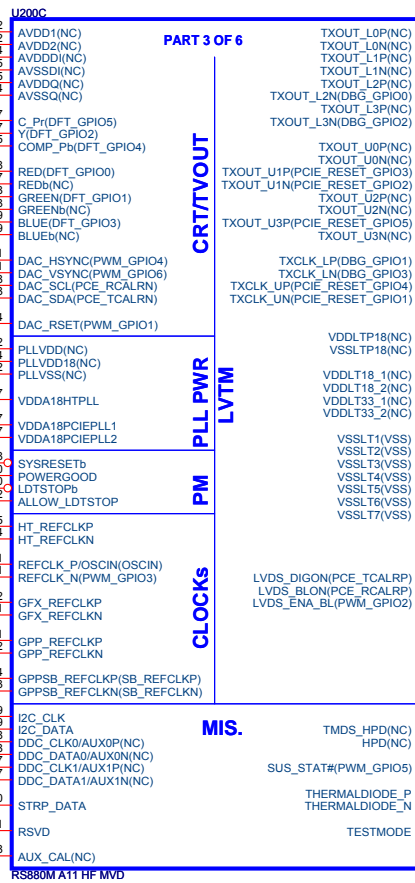 U200C
PART 3 OF 6
AVDD1(NC)
AVDD2(NC)
AVDDDI(NC)
AVSSDI(NC)
AVDDQ(NC)
AVSSQ(NC)
C_Pr(DFT_GPIO5)
Y(DFT_GPIO2)
COMP_Pb(DFT_GPIO4)
RED(DFT_GPIO0)
REDb(NC)
GREEN(DFT_GPIO1)
GREENb(NC)
BLUE(DFT_GPIO3)
BLUEb(NC)
DAC_HSYNC(PWM_GPIO4)
DAC_VSYNC(PWM_GPIO6)
DAC_SCL(PCE_RCALRN)
DAC_SDA(PCE_TCALRN)
DAC_RSET(PWM_GPIO1)
CRT/TVOUT
PLLVDD(NC)
PLLVDD18(NC)
PLLVSS(NC)
VDDA18HTPLL
VDDA18PCIEPLL1
VDDA18PCIEPLL2
PLL PWR
SYSRESETb
POWERGOOD
LDTSTOPb
ALLOW_LDTSTOP
PM
HT_REFCLKP
HT_REFCLKN
REFCLK_P/OSCIN(OSCIN)
REFCLK_N(PWM_GPIO3)
GFX_REFCLKP
GFX_REFCLKN
GPP_REFCLKP
GPP_REFCLKN
GPPSB_REFCLKP(SB_REFCLKP)
GPPSB_REFCLKN(SB_REFCLKN)
CLOCKs
TXOUT_L0P(NC)
TXOUT_L0N(NC)
TXOUT_L1P(NC)
TXOUT_L1N(NC)
TXOUT_L2P(NC)
TXOUT_L2N(DBG_GPIO0)
TXOUT_L3P(NC)
TXOUT_L3N(DBG_GPIO2)
TXOUT_U0P(NC)
TXOUT_U0N(NC)
TXOUT_U1P(PCIE_RESET_GPIO3)
TXOUT_U1N(PCIE_RESET_GPIO2)
TXOUT_U2P(NC)
TXOUT_U2N(NC)
TXOUT_U3P(PCIE_RESET_GPIO5)
TXOUT_U3N(NC)
TXCLK_LP(DBG_GPIO1)
TXCLK_LN(DBG_GPIO3)
TXCLK_UP(PCIE_RESET_GPIO4)
TXCLK_UN(PCIE_RESET_GPIO1)
VDDLTP18(NC)
VSSLTP18(NC)
VDDLT18_1(NC)
VDDLT18_2(NC)
VDDLT33_1(NC)
VDDLT33_2(NC)
VSSLT1(VSS)
VSSLT2(VSS)
VSSLT3(VSS)
VSSLT4(VSS)
VSSLT5(VSS)
VSSLT6(VSS)
VSSLT7(VSS)
LVTM
LVDS_DIGON(PCE_TCALRP)
LVDS_BLON(PCE_RCALRP)
LVDS_ENA_BL(PWM_GPIO2)
I2C_CLK
I2C_DATA
DDC_CLK0/AUX0P(NC)
DDC_DATA0/AUX0N(NC)
DDC_CLK1/AUX1P(NC)
DDC_DATA1/AUX1N(NC)
STRP_DATA
RSVD
AUX_CAL(NC)
MIS.
TMDS_HPD(NC)
HPD(NC)
SUS_STAT#(PWM_GPIO5)
THERMALDIODE_P
THERMALDIODE_N
TESTMODE
RS880M A11 HF MVD